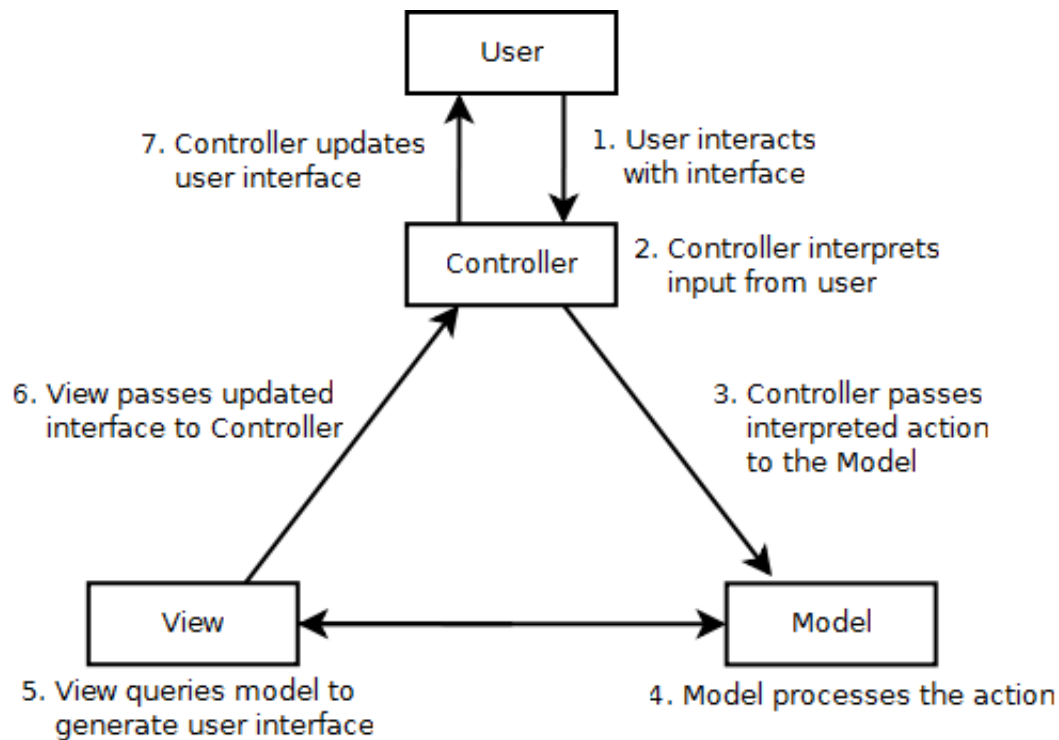 User
7. Controller updates
user interface
1. User interacts
with interface
Controller
2. Controller interprets
input from user
6. View passes updated
interface to Controller
3. Controller passes
interpreted action
to the Model
View
Model
5. View queries model to
generate user interface
4. Model processes the action